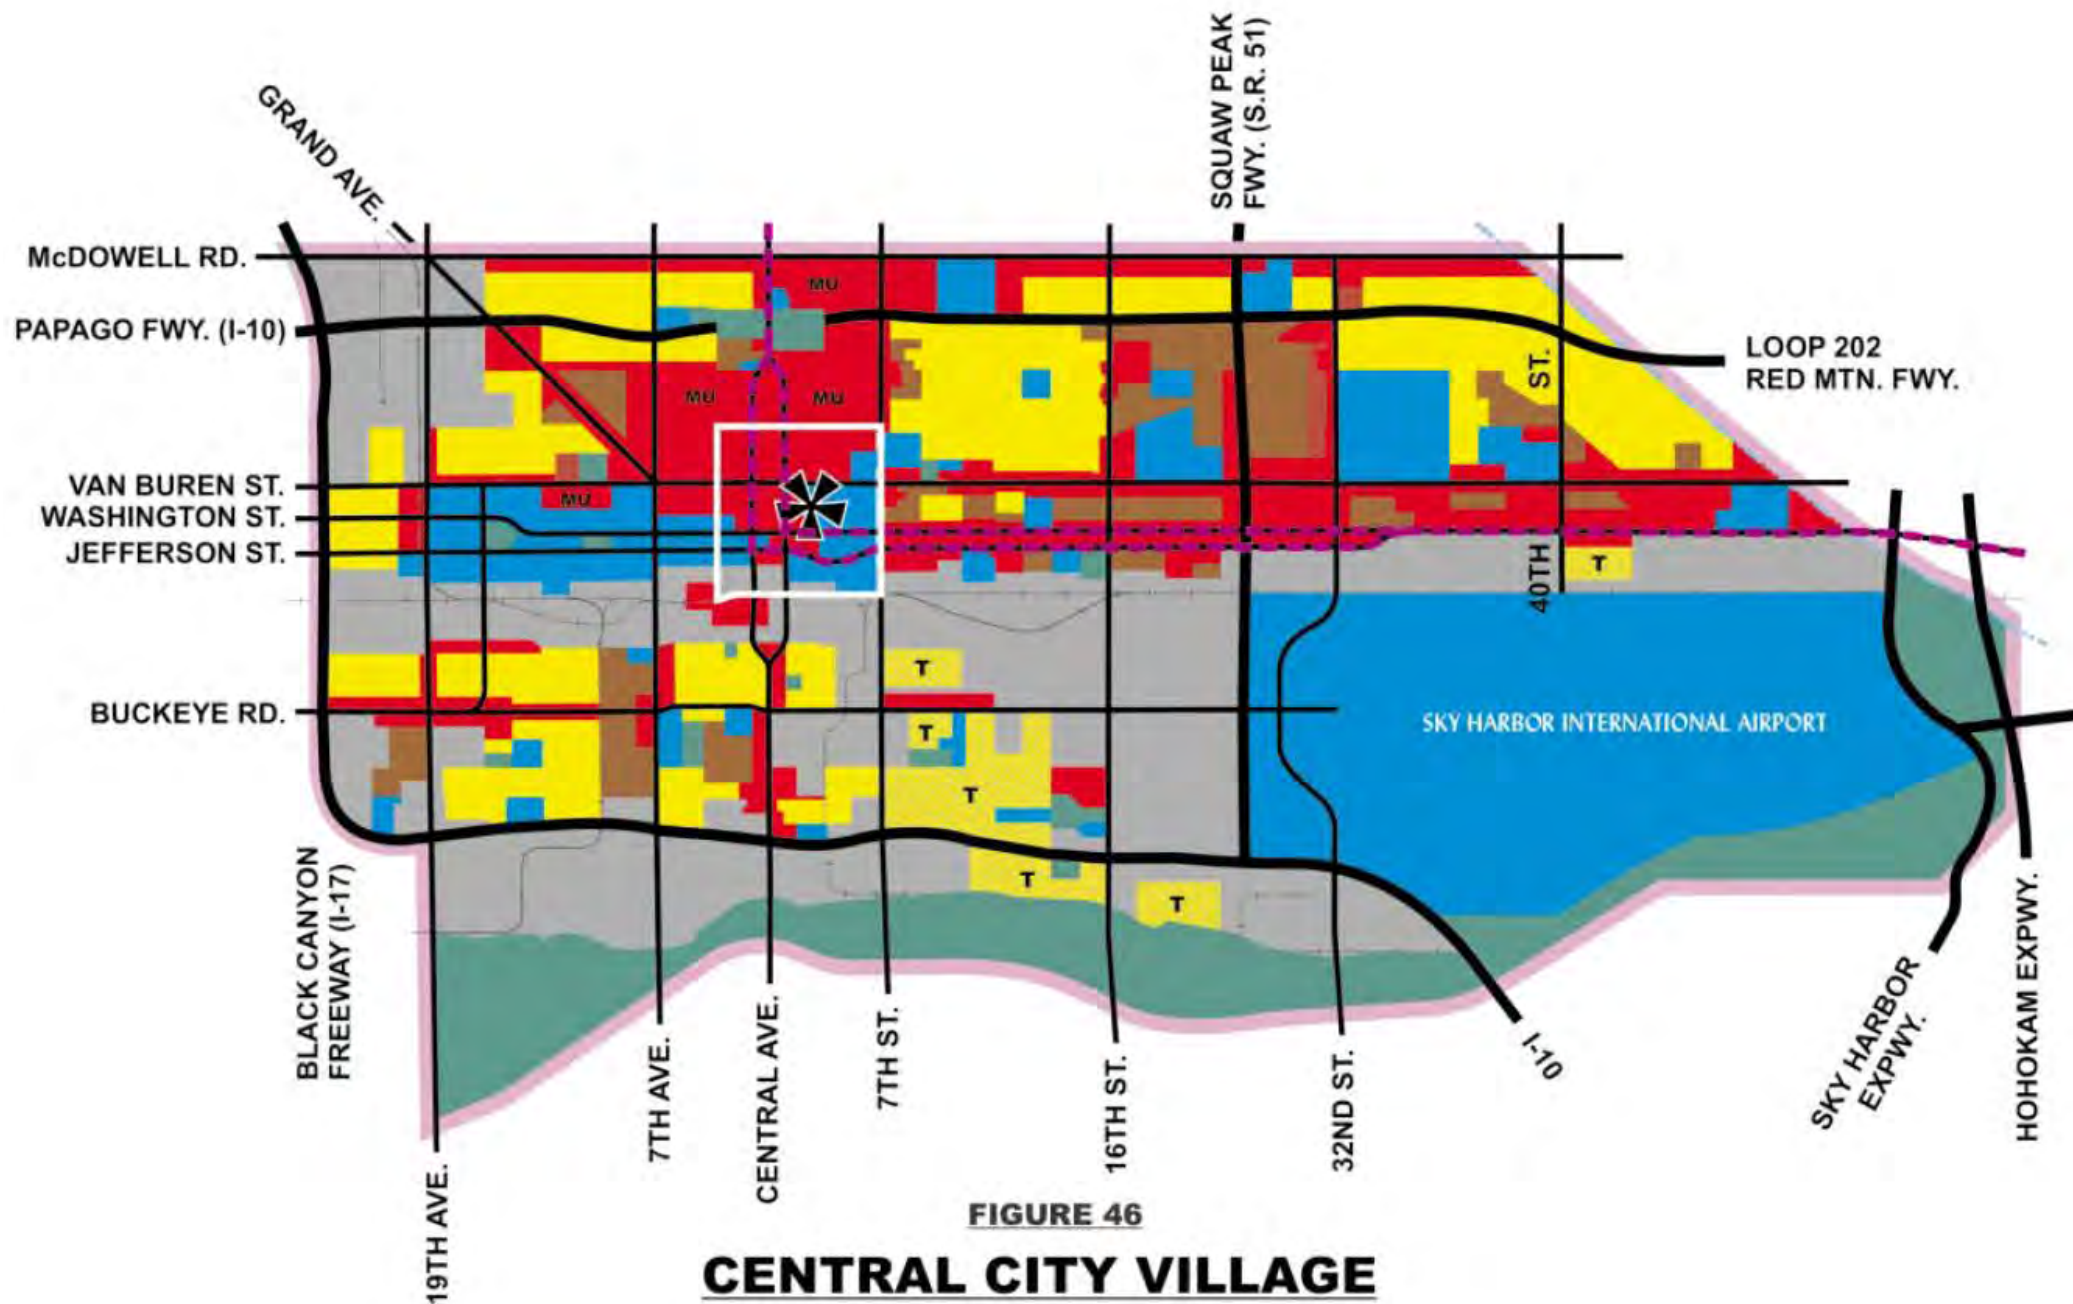 SQUAW PEAK
FWY. (S.R. 51)
GRAND AVE.
McDOWELL RD.
PAPAGO FWY. (I-10)
VAN BUREN ST.
WASHINGTON ST.
JEFFERSON ST.
BUCKEYE RD.
MU
MU
MU
MU
LOOP 202
RED MTN. FWY.
40TH
ST.
T
T
T
T
T
T
SKY HARBOR INTERNATIONAL AIRPORT
BLACK CANYON
FREEWAY (I-17)
19TH AVE.
7TH AVE.
CENTRAL AVE.
7TH ST.
16TH ST.
32ND ST.
I-10
SKY HARBOR
EXPWY.
HOHOKAM EXPWY.
FIGURE 46
CENTRAL CITY VILLAGE